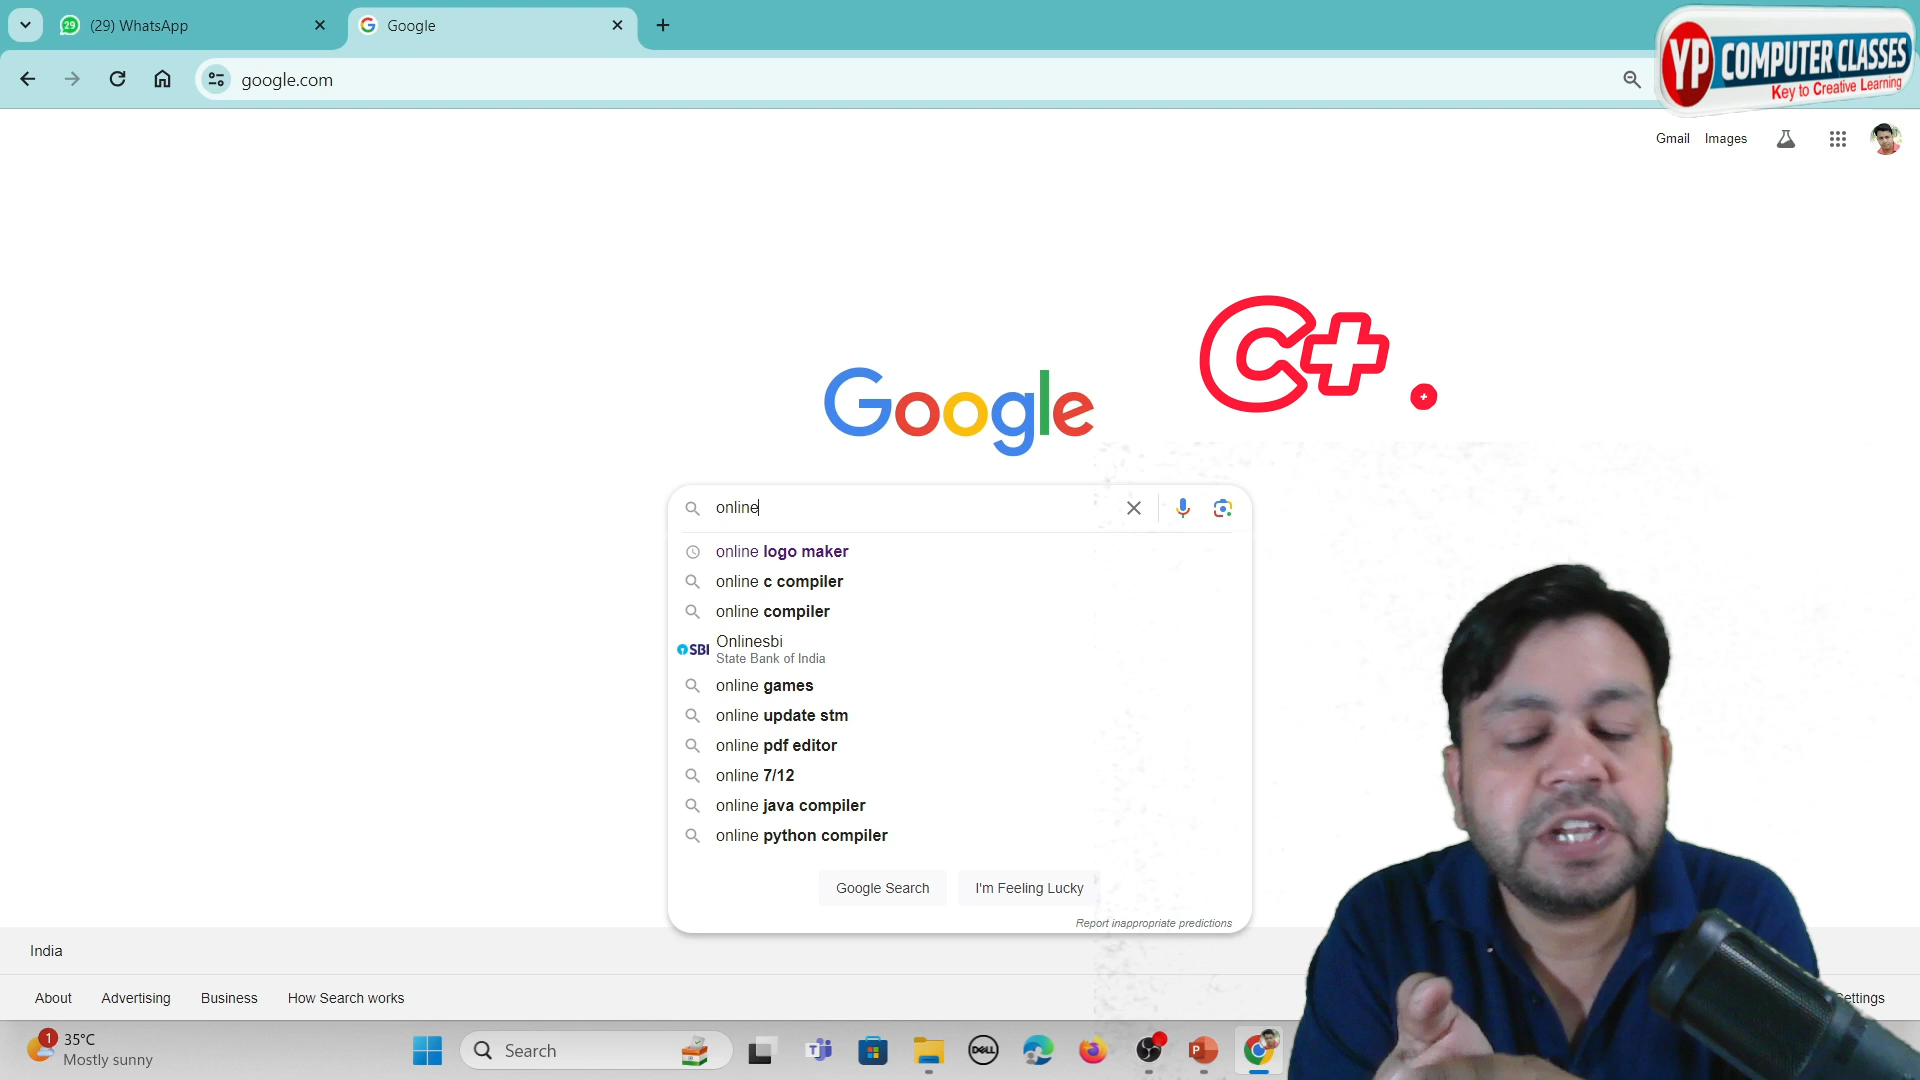 29
(29) WhatsApp
Google
google.com
YP COMPUTER CLASSES
Key to Creative Learning
Gmail
Images
C+
Google
online
online logo maker
online c compiler
online compiler
SBI
Onlinesbi
State Bank of India
online games
online update stm
online pdf editor
online 7/12
online java compiler
online python compiler
Google Search
I'm Feeling Lucky
Report inappropriate predictions
India
About
Advertising
Business
How Search works
Settings
1
35°C
Mostly sunny
Search
DELL